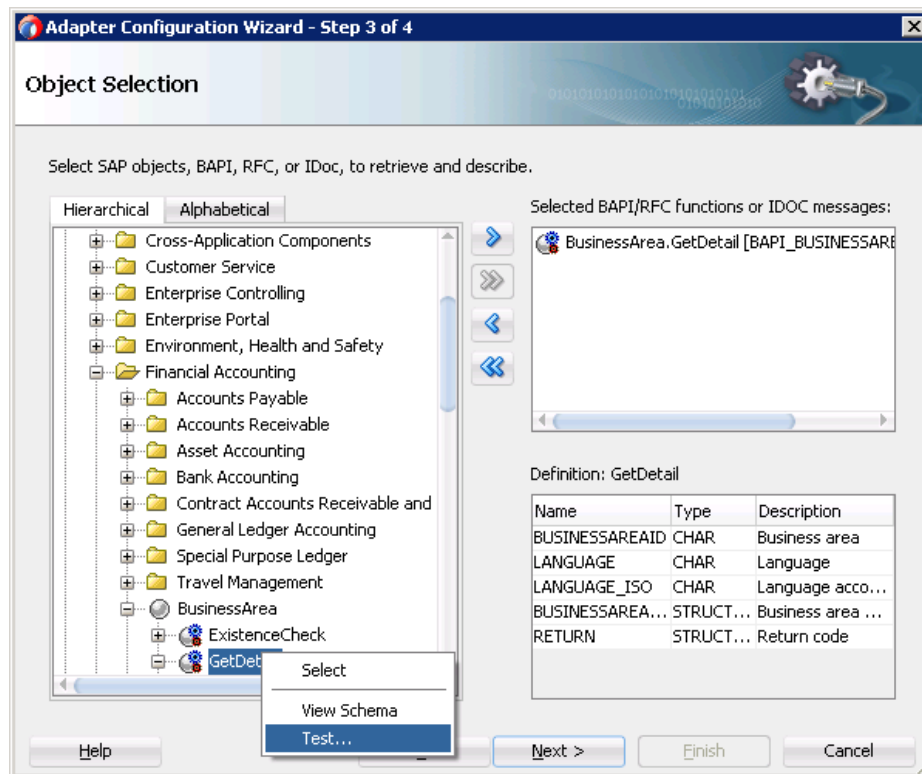 Adapter Configuration Wizard - Step 3 of 4
Object Selection
Select SAP objects, BAPI, RFC, or IDoc, to retrieve and describe.
Hierarchical Alphabetical
Cross-Application Components
Customer Service
Enterprise Controlling
Enterprise Portal
Environment, Health and Safety
Financial Accounting
Accounts Payable
Accounts Receivable
Asset Accounting
Bank Accounting
Contract Accounts Receivable and
General Ledger Accounting
Special Purpose Ledger
Travel Management
BusinessArea
ExistenceCheck
GetDet
Select
View Schema
Test...
Selected BAPI/RFC functions or IDOC messages:
BusinessArea.GetDetail [BAPI_BUSINESSARE
Definition: GetDetail
Name Type Description
BUSINESSAREAID CHAR Business area
LANGUAGE CHAR Language
LANGUAGE_ISO CHAR Language acco...
BUSINESSAREA... STRUCT... Business area ...
RETURN STRUCT... Return code
Help Next > Finish Cancel